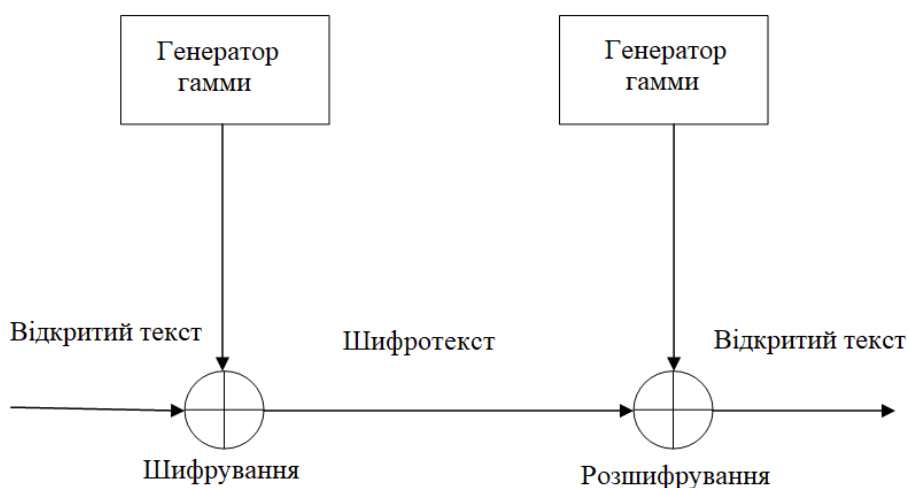 Генератор
гамми
Генератор
гамми
Відкритий текст
Шифротекст
Відкритий текст
Шифрування
Розшифрування